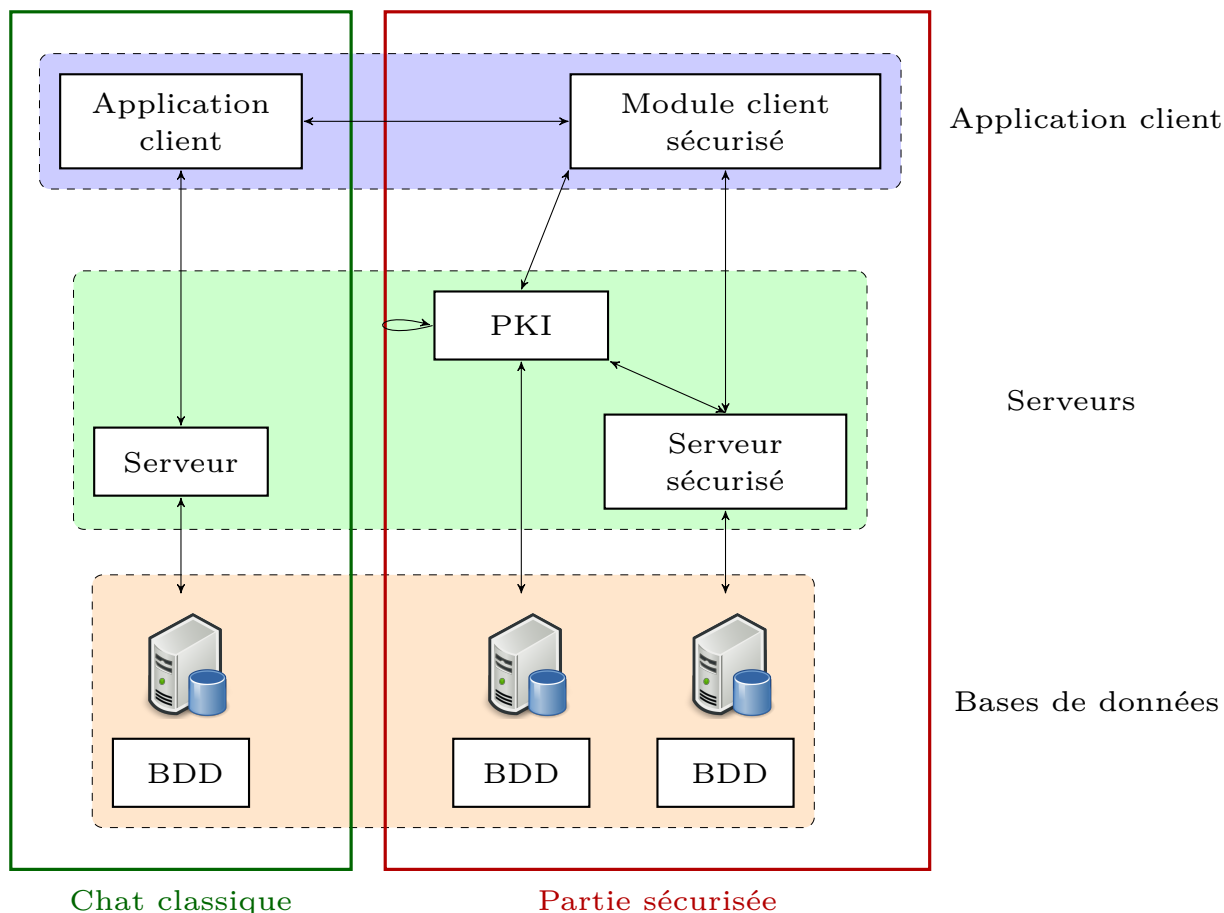 Application
client
Module client
sécurisé
Application client
PKI
Serveurs
Serveur
Serveur
sécurisé
Bases de données
BDD
BDD
BDD
Chat classique
Partie sécurisée